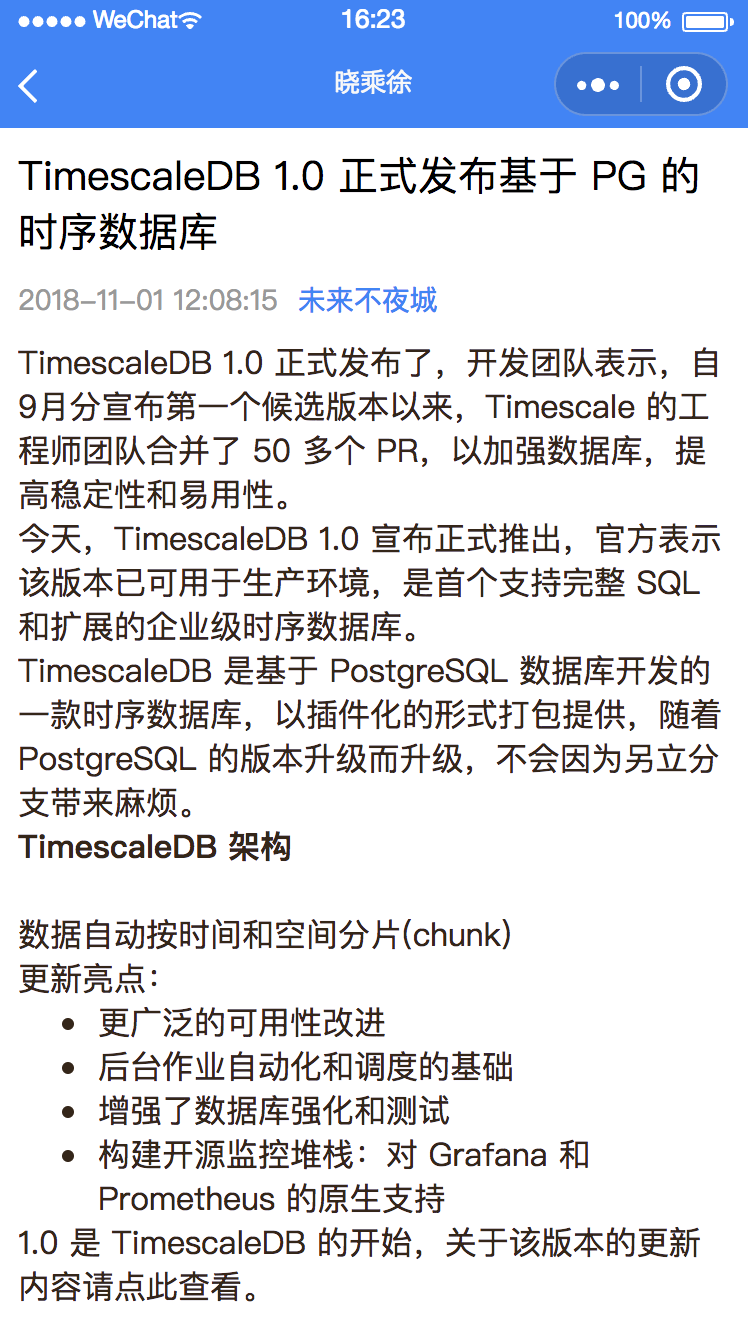 WeChat 16:23 100%
晓乘徐
TimescaleDB 1.0 正式发布基于 PG 的
时序数据库
2018-11-01 12:08:15 未来不夜城
TimescaleDB 1.0 正式发布了，开发团队表示，自
9月分宣布第一个候选版本以来，Timescale 的工
程师团队合并了 50 多个 PR，以加强数据库，提
高稳定性和易用性。
今天，TimescaleDB 1.0 宣布正式推出，官方表示
该版本已可用于生产环境，是首个支持完整 SQL
和扩展的企业级时序数据库。
TimescaleDB 是基于 PostgreSQL 数据库开发的
一款时序数据库，以插件化的形式打包提供，随着
PostgreSQL 的版本升级而升级，不会因为另立分
支带来麻烦。
TimescaleDB 架构
数据自动按时间和空间分片(chunk)
更新亮点：
• 更广泛的可用性改进
• 后台作业自动化和调度的基础
• 增强了数据库强化和测试
• 构建开源监控堆栈：对 Grafana 和
Prometheus 的原生支持
1.0 是 TimescaleDB 的开始，关于该版本的更新
内容请点此查看。